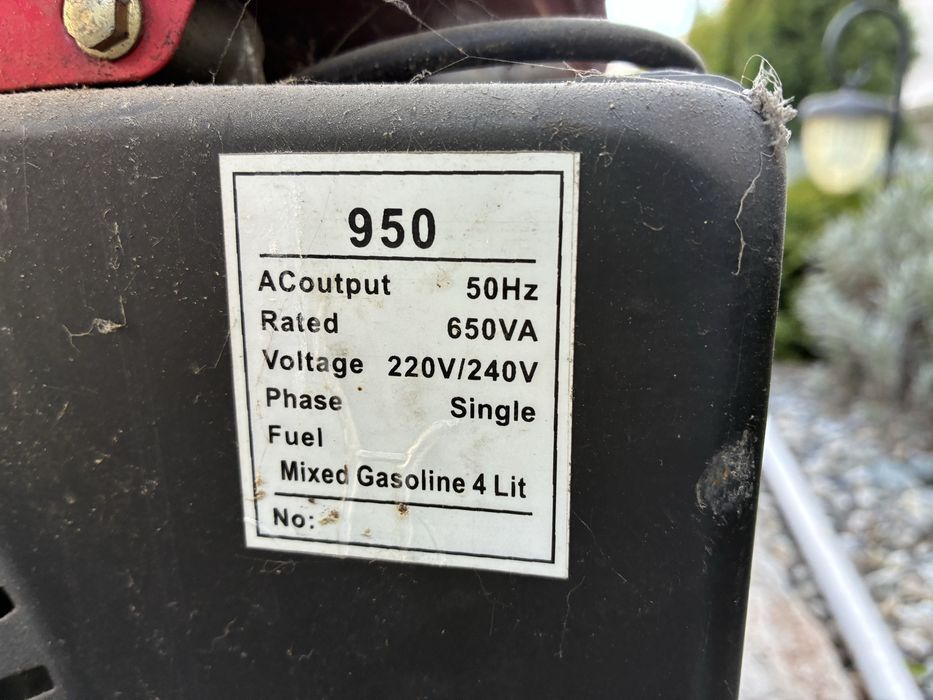 950
ACoutput 50Hz
Rated 650VA
Voltage 220V/240V
Phase Single
Fuel
Mixed Gasoline 4 Lit
No: